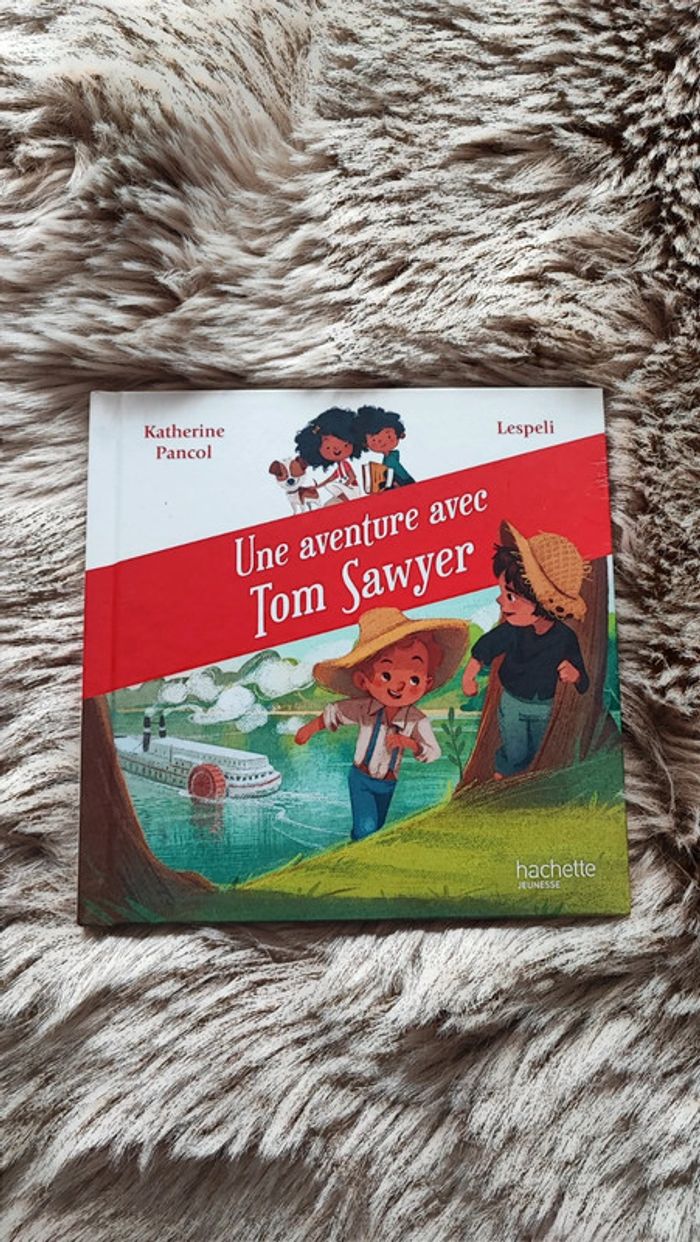 Katherine
Pancol
Lespeli
Une aventure avec
Tom Sawyer
hachette
JEUNESSE